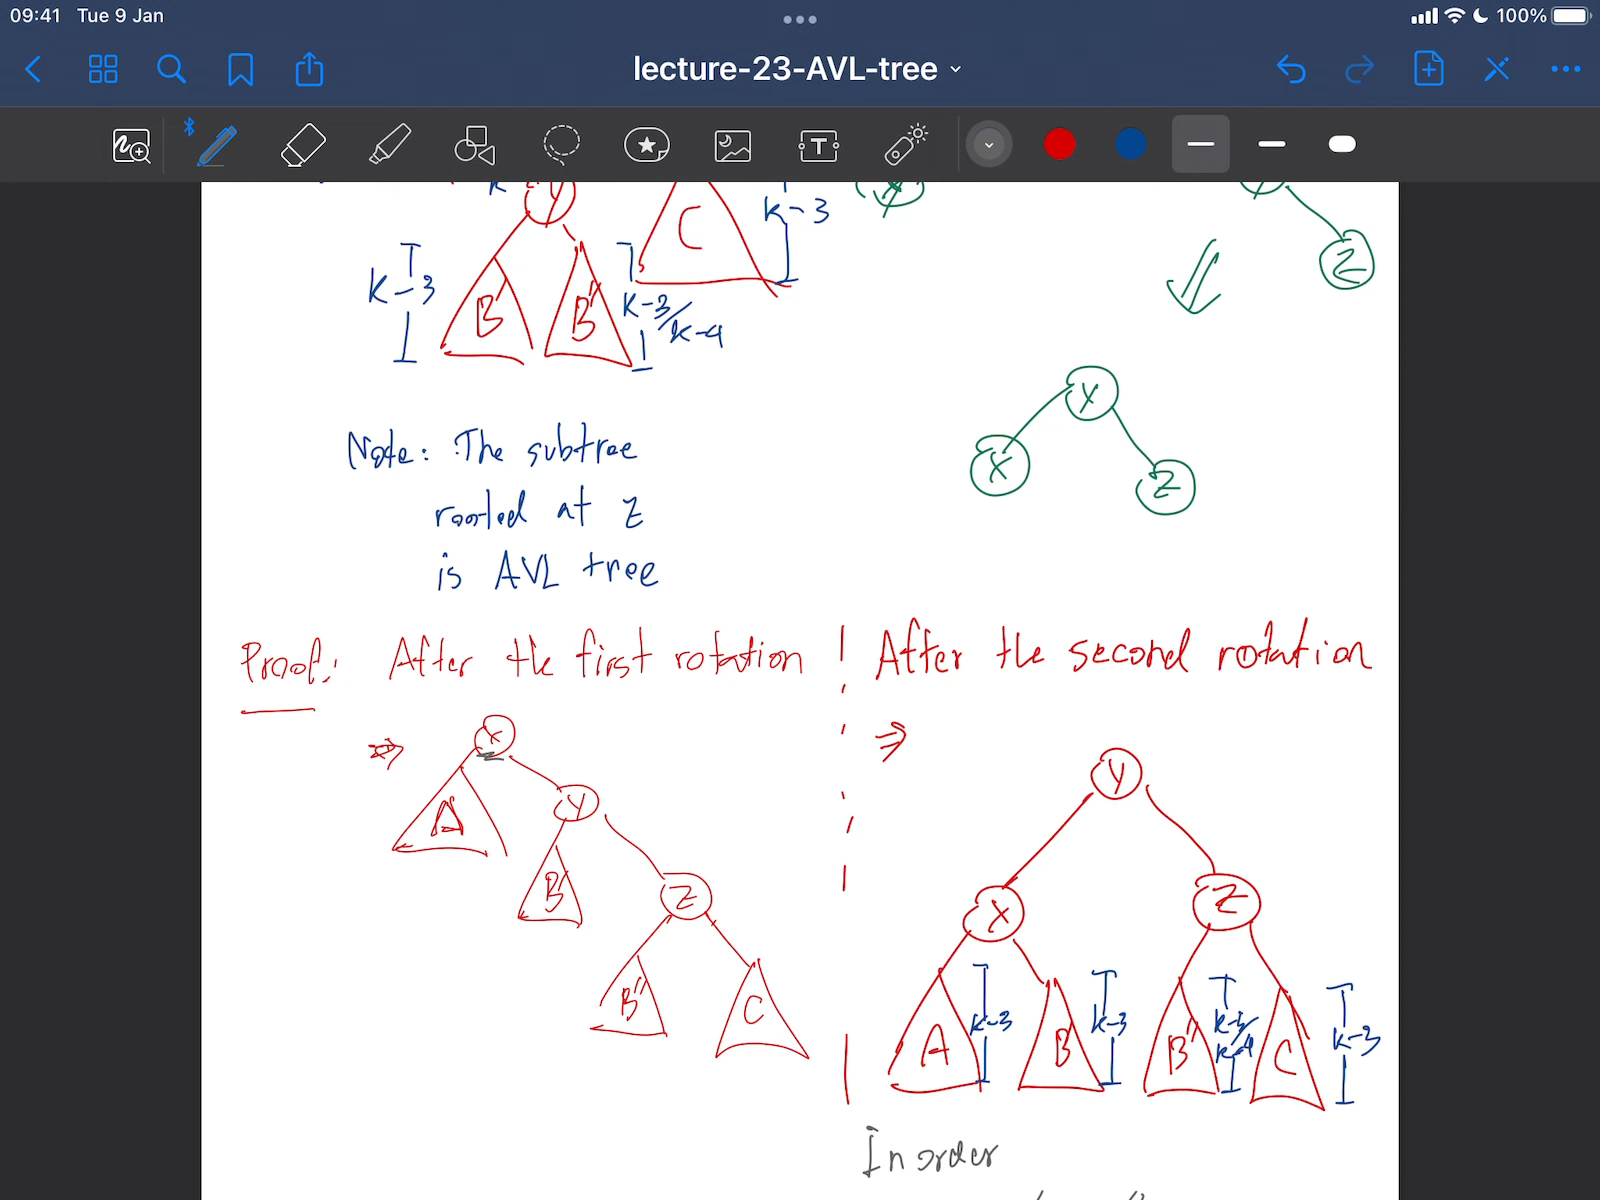 09:41 Tue 9 Jan
100%
lecture-23-AVL-tree
T
K
Y
C
K-3
Z
K-3
B'
B"
K-3/K-4
Y
X
Z
Note: The subtree
rooted at Z
is AVL tree
Proof: After the first rotation
X
A
Y
B'
Z
B"
C
After the second rotation
⇒
Y
X
Z
A
K-3
B
K-3
B"
K-3/
K-4
C
K-3
Inorder